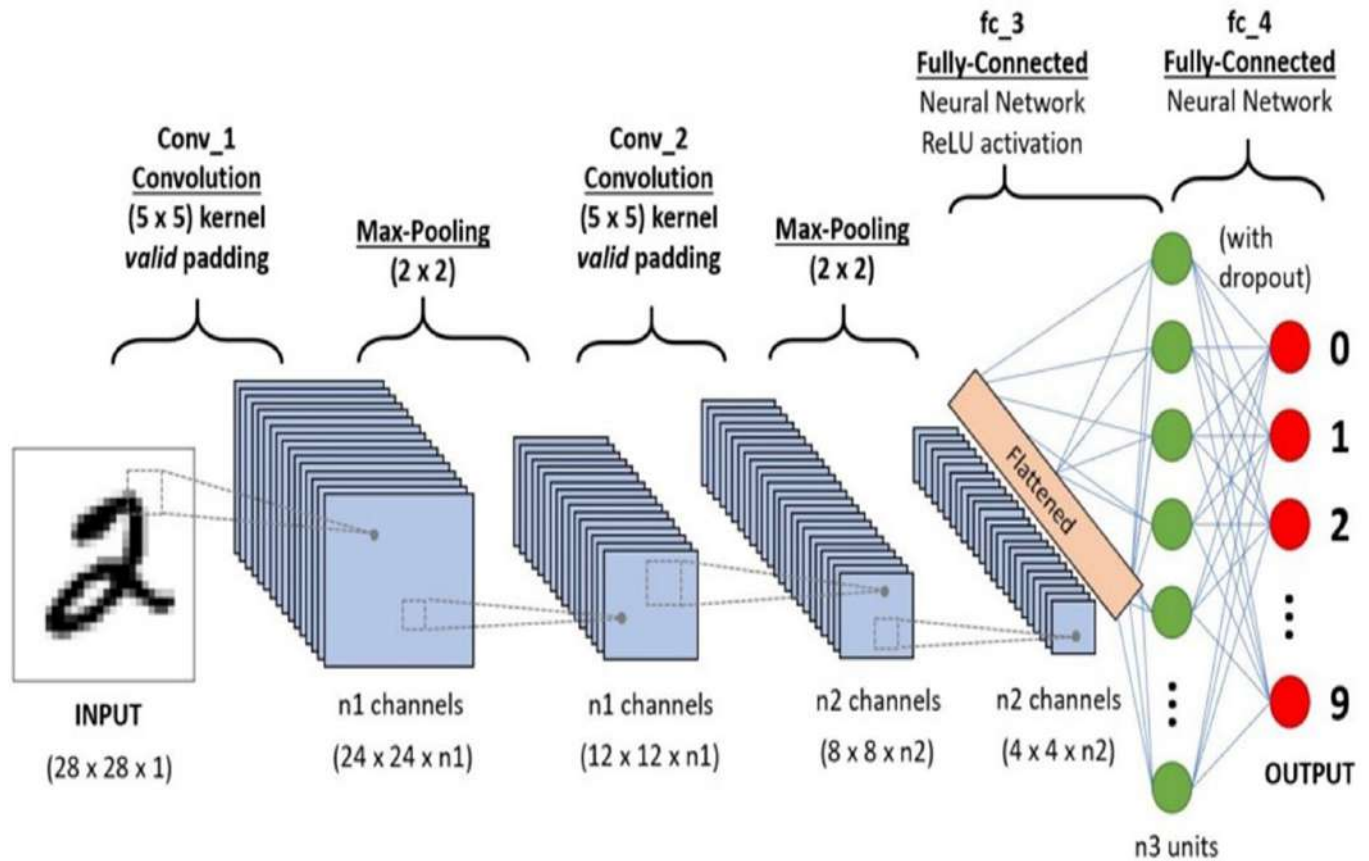 fc_3
Fully-Connected
Neural Network
ReLU activation
fc_4
Fully-Connected
Neural Network
Conv_1
Convolution
(5 x 5) kernel
valid padding
Max-Pooling
(2 x 2)
Conv_2
Convolution
(5 x 5) kernel
valid padding
Max-Pooling
(2 x 2)
(with
dropout)
0
1
2
9
Flattened
INPUT
(28 x 28 x 1)
n1 channels
(24 x 24 x n1)
n1 channels
(12 x 12 x n1)
n2 channels
(8 x 8 x n2)
n2 channels
(4 x 4 x n2)
OUTPUT
n3 units
2